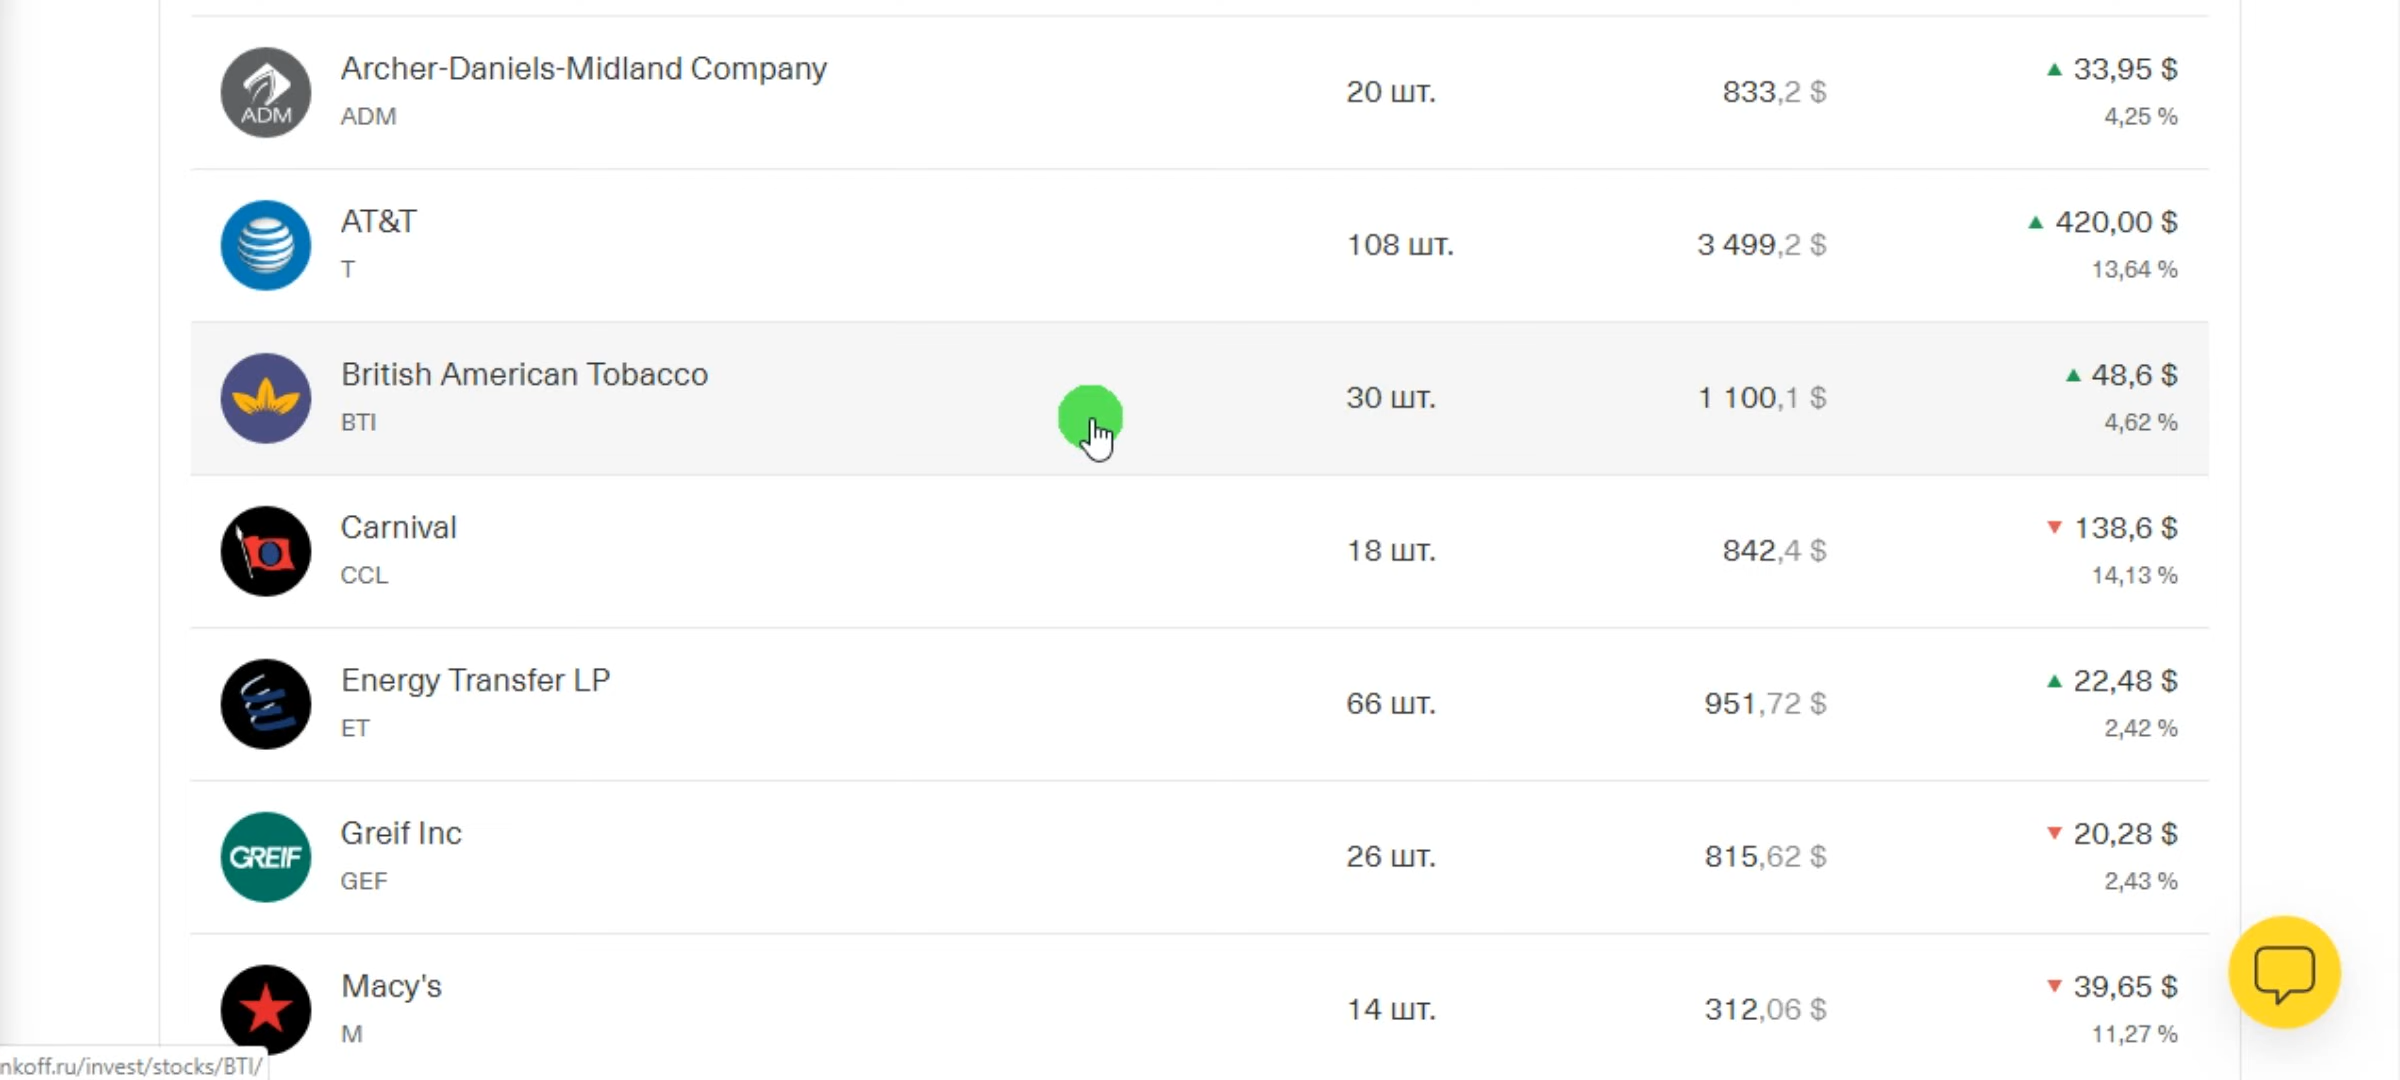 Archer-Daniels-Midland Company
ADM
ADM
20 шт.
833,2 $
▲ 33,95 $
4,25 %
AT&T
T
108 шт.
3 499,2 $
▲ 420,00 $
13,64 %
British American Tobacco
BTI
30 шт.
1 100,1 $
▲ 48,6 $
4,62 %
Carnival
CCL
18 шт.
842,4 $
▼ 138,6 $
14,13 %
Energy Transfer LP
ET
66 шт.
951,72 $
▲ 22,48 $
2,42 %
Greif Inc
GREIF
GEF
26 шт.
815,62 $
▼ 20,28 $
2,43 %
Macy's
M
14 шт.
312,06 $
▼ 39,65 $
11,27 %
nkoff.ru/invest/stocks/BTI/